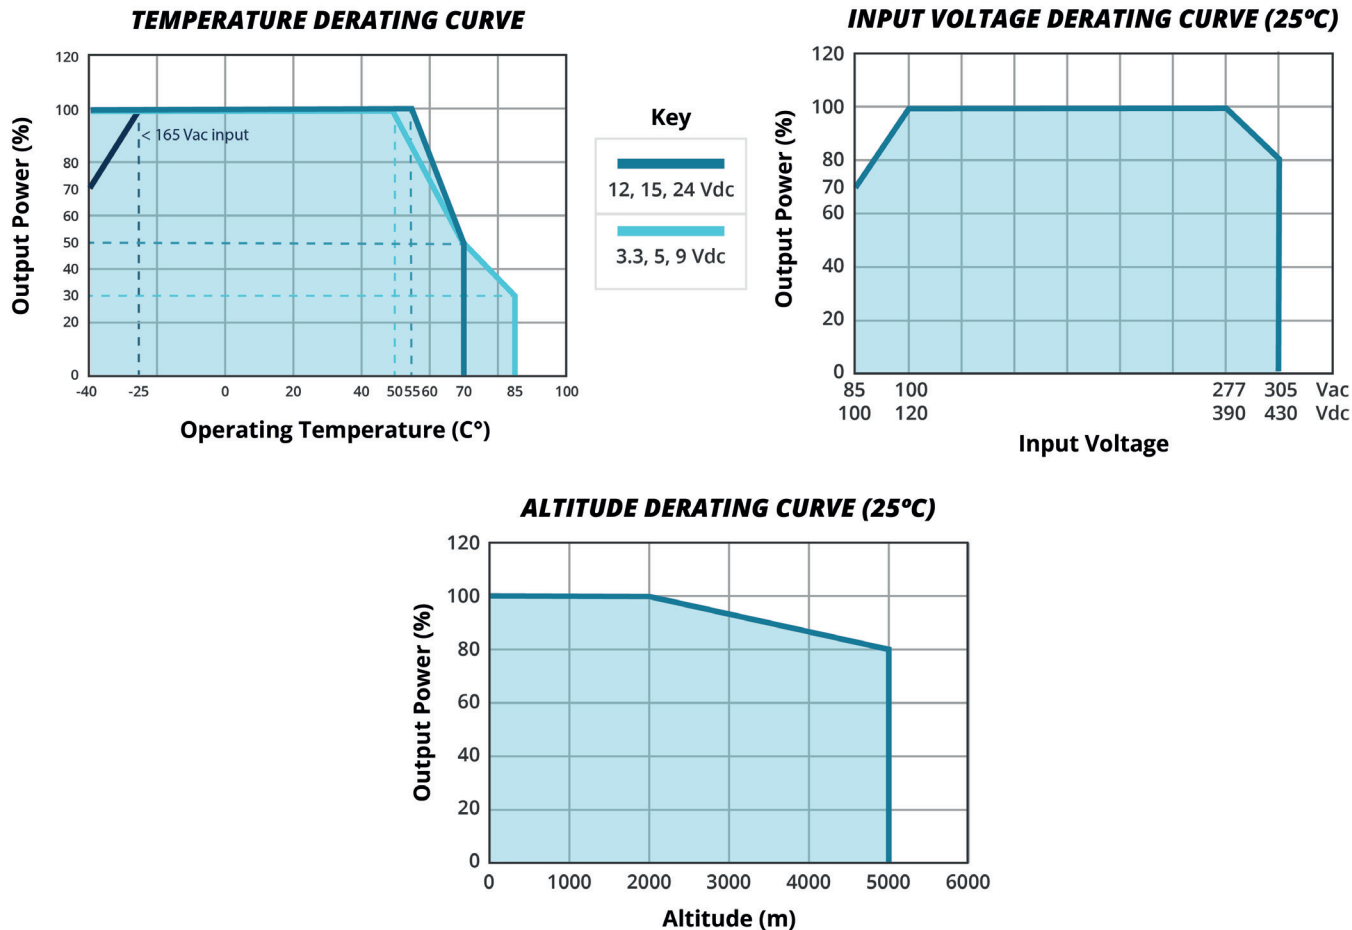 TEMPERATURE DERATING CURVE
120
100
80
70
60
50
40
30
20
0
< 165 Vac input
-40 -25 0 20 40 50 55 60 70 85 100
Output Power (%)
Operating Temperature (C°)
Key
12, 15, 24 Vdc
3.3, 5, 9 Vdc
INPUT VOLTAGE DERATING CURVE (25ºC)
120
100
80
70
60
40
20
0
85 100 277 305 Vac
100 120 390 430 Vdc
Output Power (%)
Input Voltage
ALTITUDE DERATING CURVE (25ºC)
120
100
80
60
40
20
0
0 1000 2000 3000 4000 5000 6000
Output Power (%)
Altitude (m)